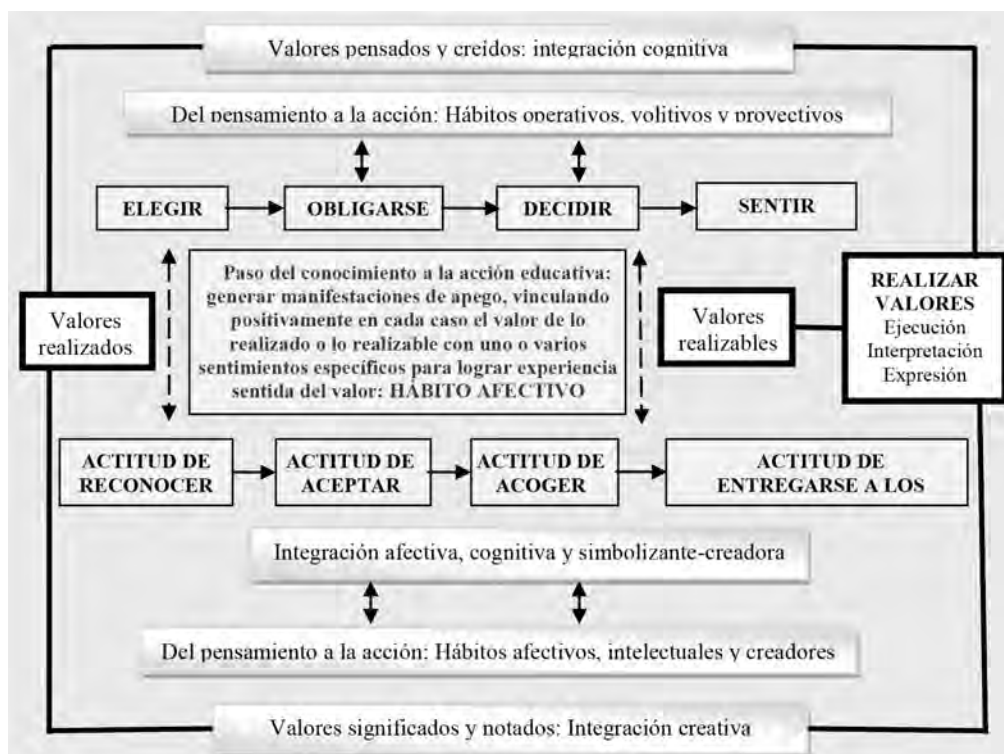 Valores pensados y creídos: integración cognitiva
Del pensamiento a la acción: Hábitos operativos, volitivos y proyectivos
ELEGIR
OBLIGARSE
DECIDIR
SENTIR
Valores
realizados
Paso del conocimiento a la acción educativa:
generar manifestaciones de apego, vinculando
positivamente en cada caso el valor de lo
realizado o lo realizable con uno o varios
sentimientos específicos para lograr experiencia
sentida del valor: HÁBITO AFECTIVO
Valores
realizables
REALIZAR
VALORES
Ejecución
Interpretación
Expresión
ACTITUD DE
RECONOCER
ACTITUD DE
ACEPTAR
ACTITUD DE
ACOGER
ACTITUD DE
ENTREGARSE A LOS
Integración afectiva, cognitiva y simbolizante-creadora
Del pensamiento a la acción: Hábitos afectivos, intelectuales y creadores
Valores significados y notados: Integración creativa